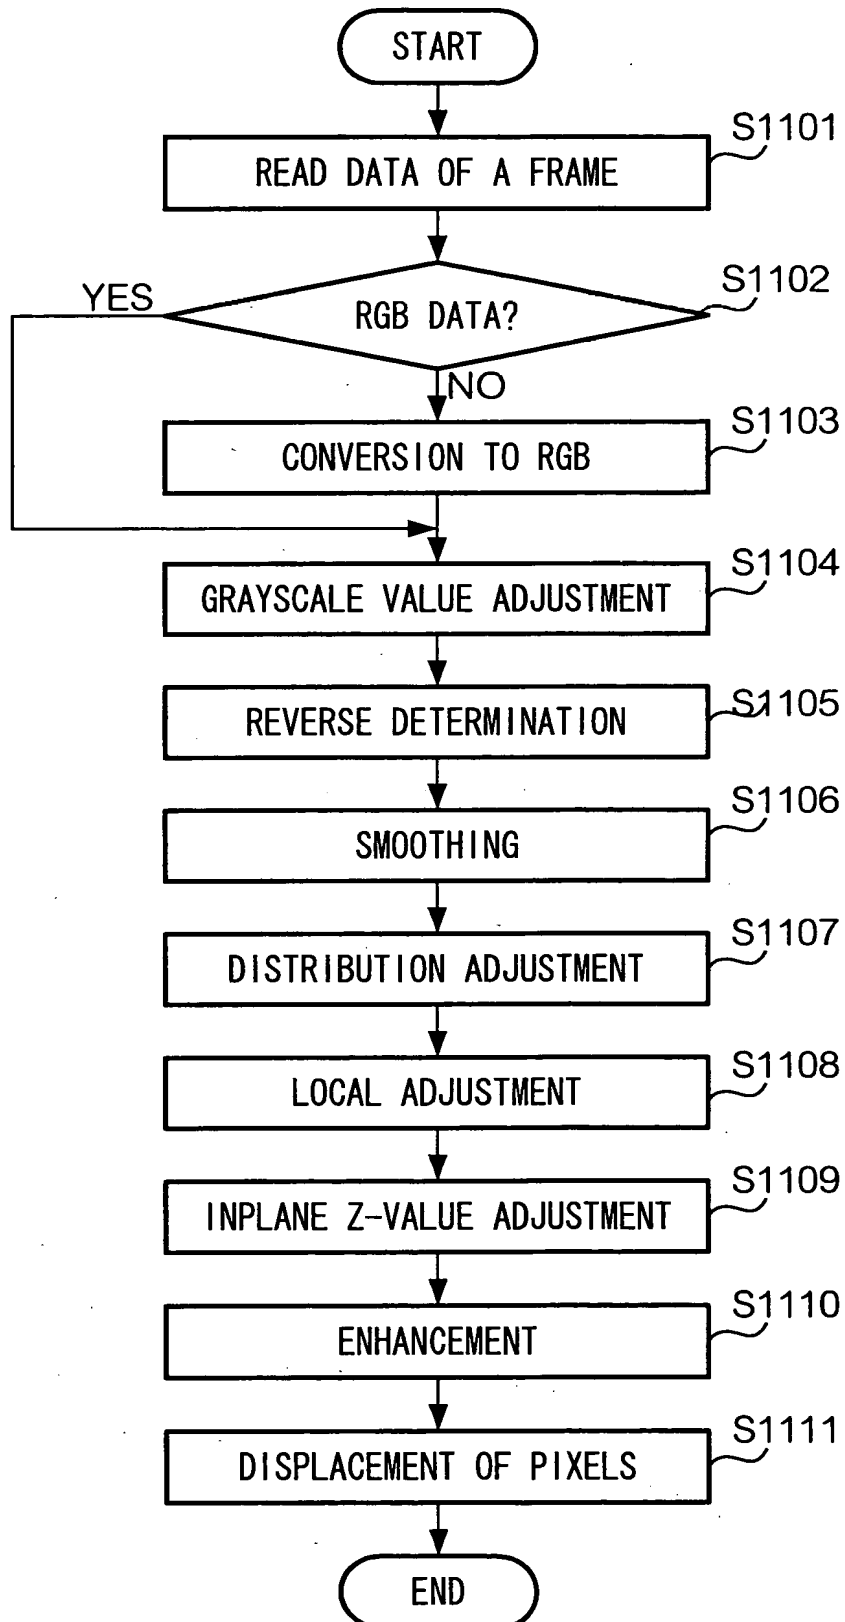 START
S1101
READ DATA OF A FRAME
S1102
YES
RGB DATA?
NO
S1103
CONVERSION TO RGB
S1104
GRAYSCALE VALUE ADJUSTMENT
S1105
REVERSE DETERMINATION
S1106
SMOOTHING
S1107
DISTRIBUTION ADJUSTMENT
S1108
LOCAL ADJUSTMENT
S1109
INPLANE Z-VALUE ADJUSTMENT
S1110
ENHANCEMENT
S1111
DISPLACEMENT OF PIXELS
END